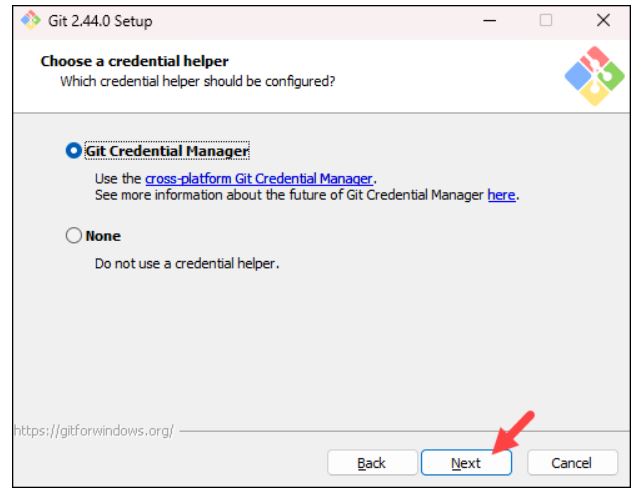 Git 2.44.0 Setup
Choose a credential helper
Which credential helper should be configured?
Git Credential Manager
Use the cross-platform Git Credential Manager.
See more information about the future of Git Credential Manager here.
None
Do not use a credential helper.
https://gitforwindows.org/
Back Next Cancel